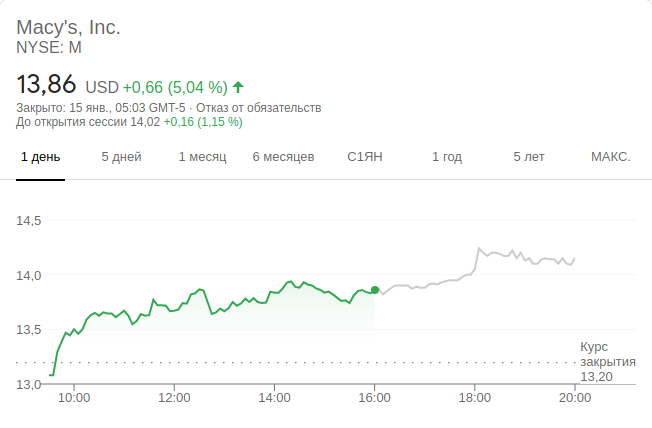 Macy's, Inc.
NYSE: M
13,86 USD +0,66 (5,04 %)
Закрыто: 15 янв., 05:03 GMT-5 · Отказ от обязательств
До открытия сессии 14,02 +0,16 (1,15 %)
1 день 5 дней 1 месяц 6 месяцев С1ЯН 1 год 5 лет МАКС.
14,5
14,0
13,5
Курс
закрытия
13,20
13,0
10:00 12:00 14:00 16:00 18:00 20:00